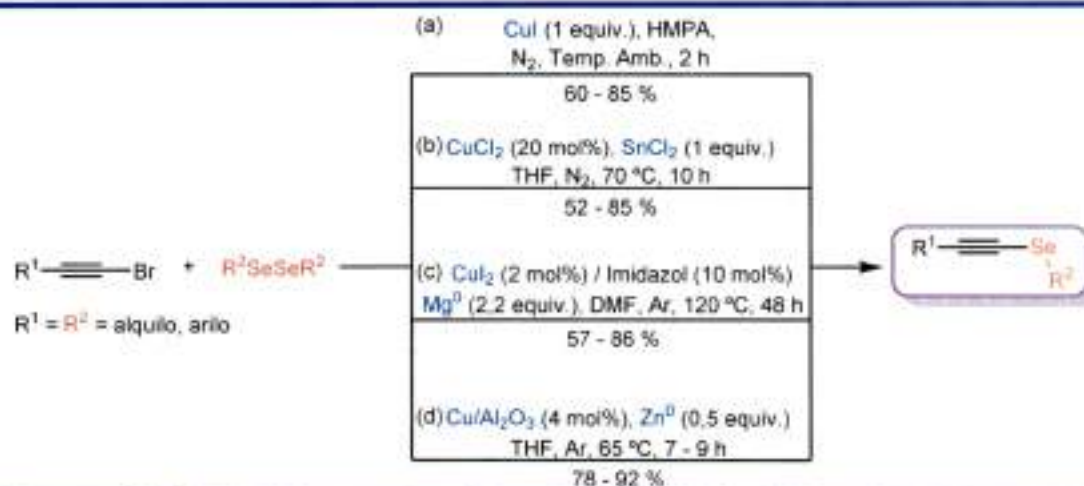 (a) CuI (1 equiv.), HMPA,
N₂, Temp. Amb., 2 h
60 - 85 %
(b) CuCl₂ (20 mol%), SnCl₂ (1 equiv.)
THF, N₂, 70 ºC, 10 h
52 - 85 %
R¹ Br + R²SeSeR²
R¹ = R² = alquilo, arilo
(c) CuI₂ (2 mol%) / Imidazol (10 mol%)
Mg⁰ (2,2 equiv.), DMF, Ar, 120 ºC, 48 h
57 - 86 %
(d) Cu/Al₂O₃ (4 mol%), Zn⁰ (0,5 equiv.)
THF, Ar, 65 ºC, 7 - 9 h
78 - 92 %
R¹ Se
R²